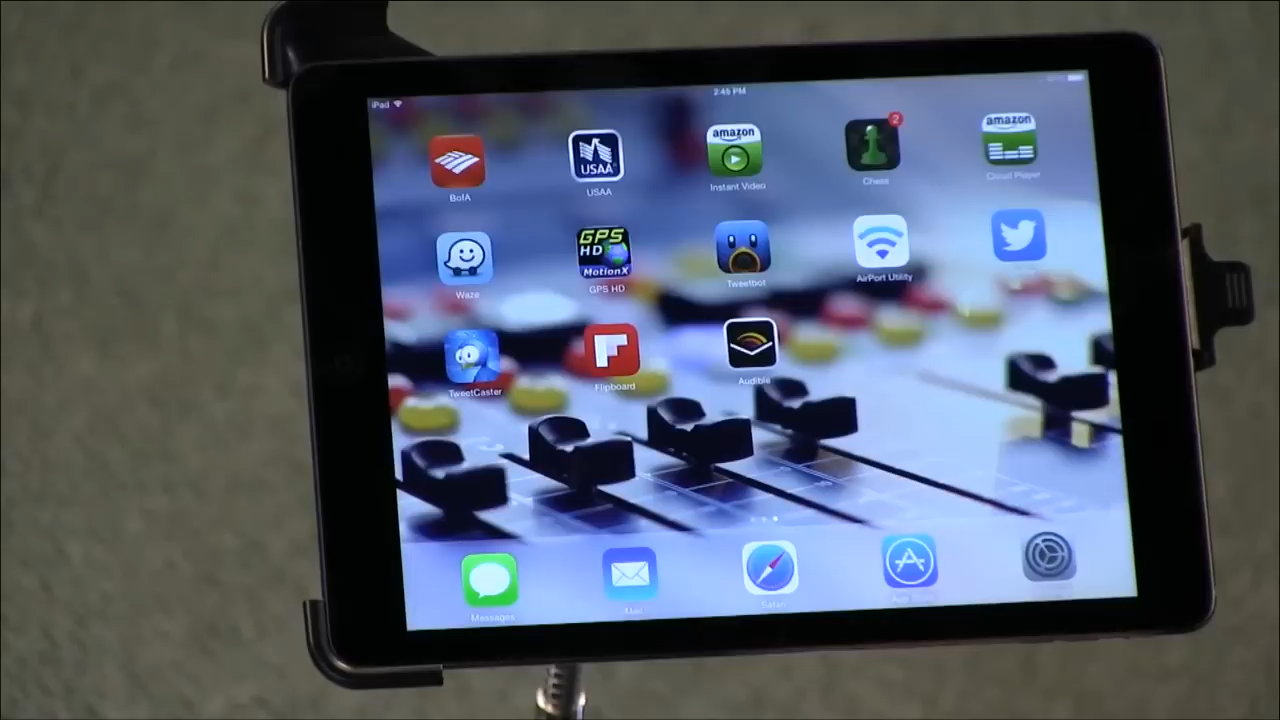 iPad
2:45 PM
2
USAA
amazon
amazon
BofA
USAA
Instant Video
Chess
Cloud Player
GPS
HD
MotionX
Waze
GPS HD
Tweetbot
AirPort Utility
TweetCaster
Flipboard
Audible
Messages
Mail
Safari